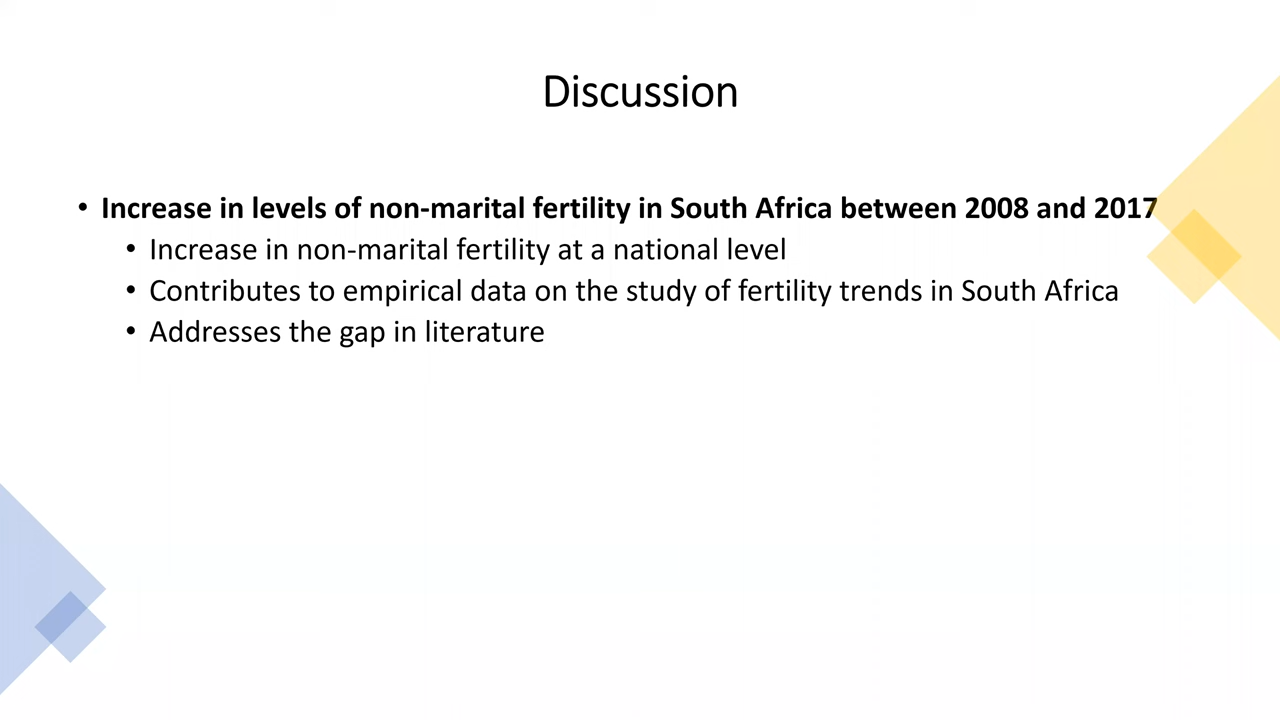 Discussion
• Increase in levels of non-marital fertility in South Africa between 2008 and 2017
• Increase in non-marital fertility at a national level
• Contributes to empirical data on the study of fertility trends in South Africa
• Addresses the gap in literature